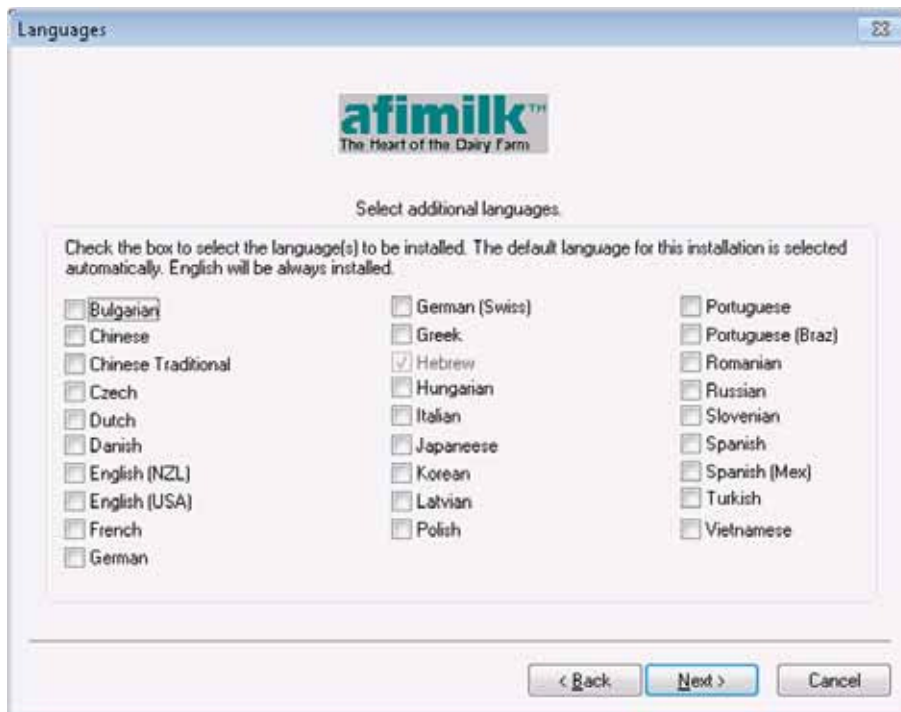 Languages
afimilk™
The Heart of the Dairy Farm
Select additional languages.
Check the box to select the language(s) to be installed. The default language for this installation is selected
automatically. English will be always installed.
Bulgarian
Chinese
Chinese Traditional
Czech
Dutch
Danish
English (NZL)
English (USA)
French
German
German (Swiss)
Greek
Hebrew
Hungarian
Italian
Japaneese
Korean
Latvian
Polish
Portuguese
Portuguese (Braz)
Romanian
Russian
Slovenian
Spanish
Spanish (Mex)
Turkish
Vietnamese
< Back
Next >
Cancel